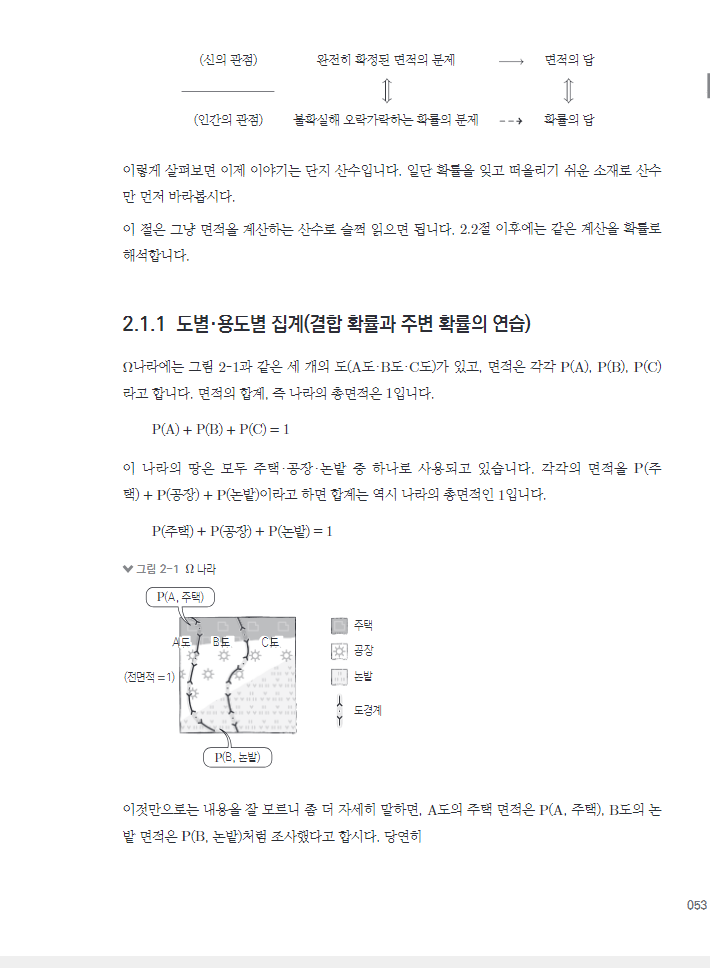 (신의 관점) 완전히 확정된 면적의 문제 → 면적의 답
(인간의 관점) 불확실해 오락가락하는 확률의 문제 ⇢ 확률의 답
이렇게 살펴보면 이제 이야기는 단지 산수입니다. 일단 확률을 잊고 떠올리기 쉬운 소재로 산수
만 먼저 바라봅시다.
이 절은 그냥 면적을 계산하는 산수로 슬쩍 읽으면 됩니다. 2.2절 이후에는 같은 계산을 확률로
해석합니다.
2.1.1 도별·용도별 집계(결합 확률과 주변 확률의 연습)
Ω나라에는 그림 2-1과 같은 세 개의 도(A도·B도·C도)가 있고, 면적은 각각 P(A), P(B), P(C)
라고 합니다. 면적의 합계, 즉 나라의 총면적은 1입니다.
P(A) + P(B) + P(C) = 1
이 나라의 땅은 모두 주택·공장·논밭 중 하나로 사용되고 있습니다. 각각의 면적을 P(주
택) + P(공장) + P(논밭)이라고 하면 합계는 역시 나라의 총면적인 1입니다.
P(주택) + P(공장) + P(논밭) = 1
그림 2-1 Ω 나라
P(A, 주택)
A도 B도 C도
(전면적 = 1)
P(B, 논밭)
주택
공장
논밭
도경계
이것만으로는 내용을 잘 모르니 좀 더 자세히 말하면, A도의 주택 면적은 P(A, 주택), B도의 논
밭 면적은 P(B, 논밭)처럼 조사했다고 합시다. 당연히
053